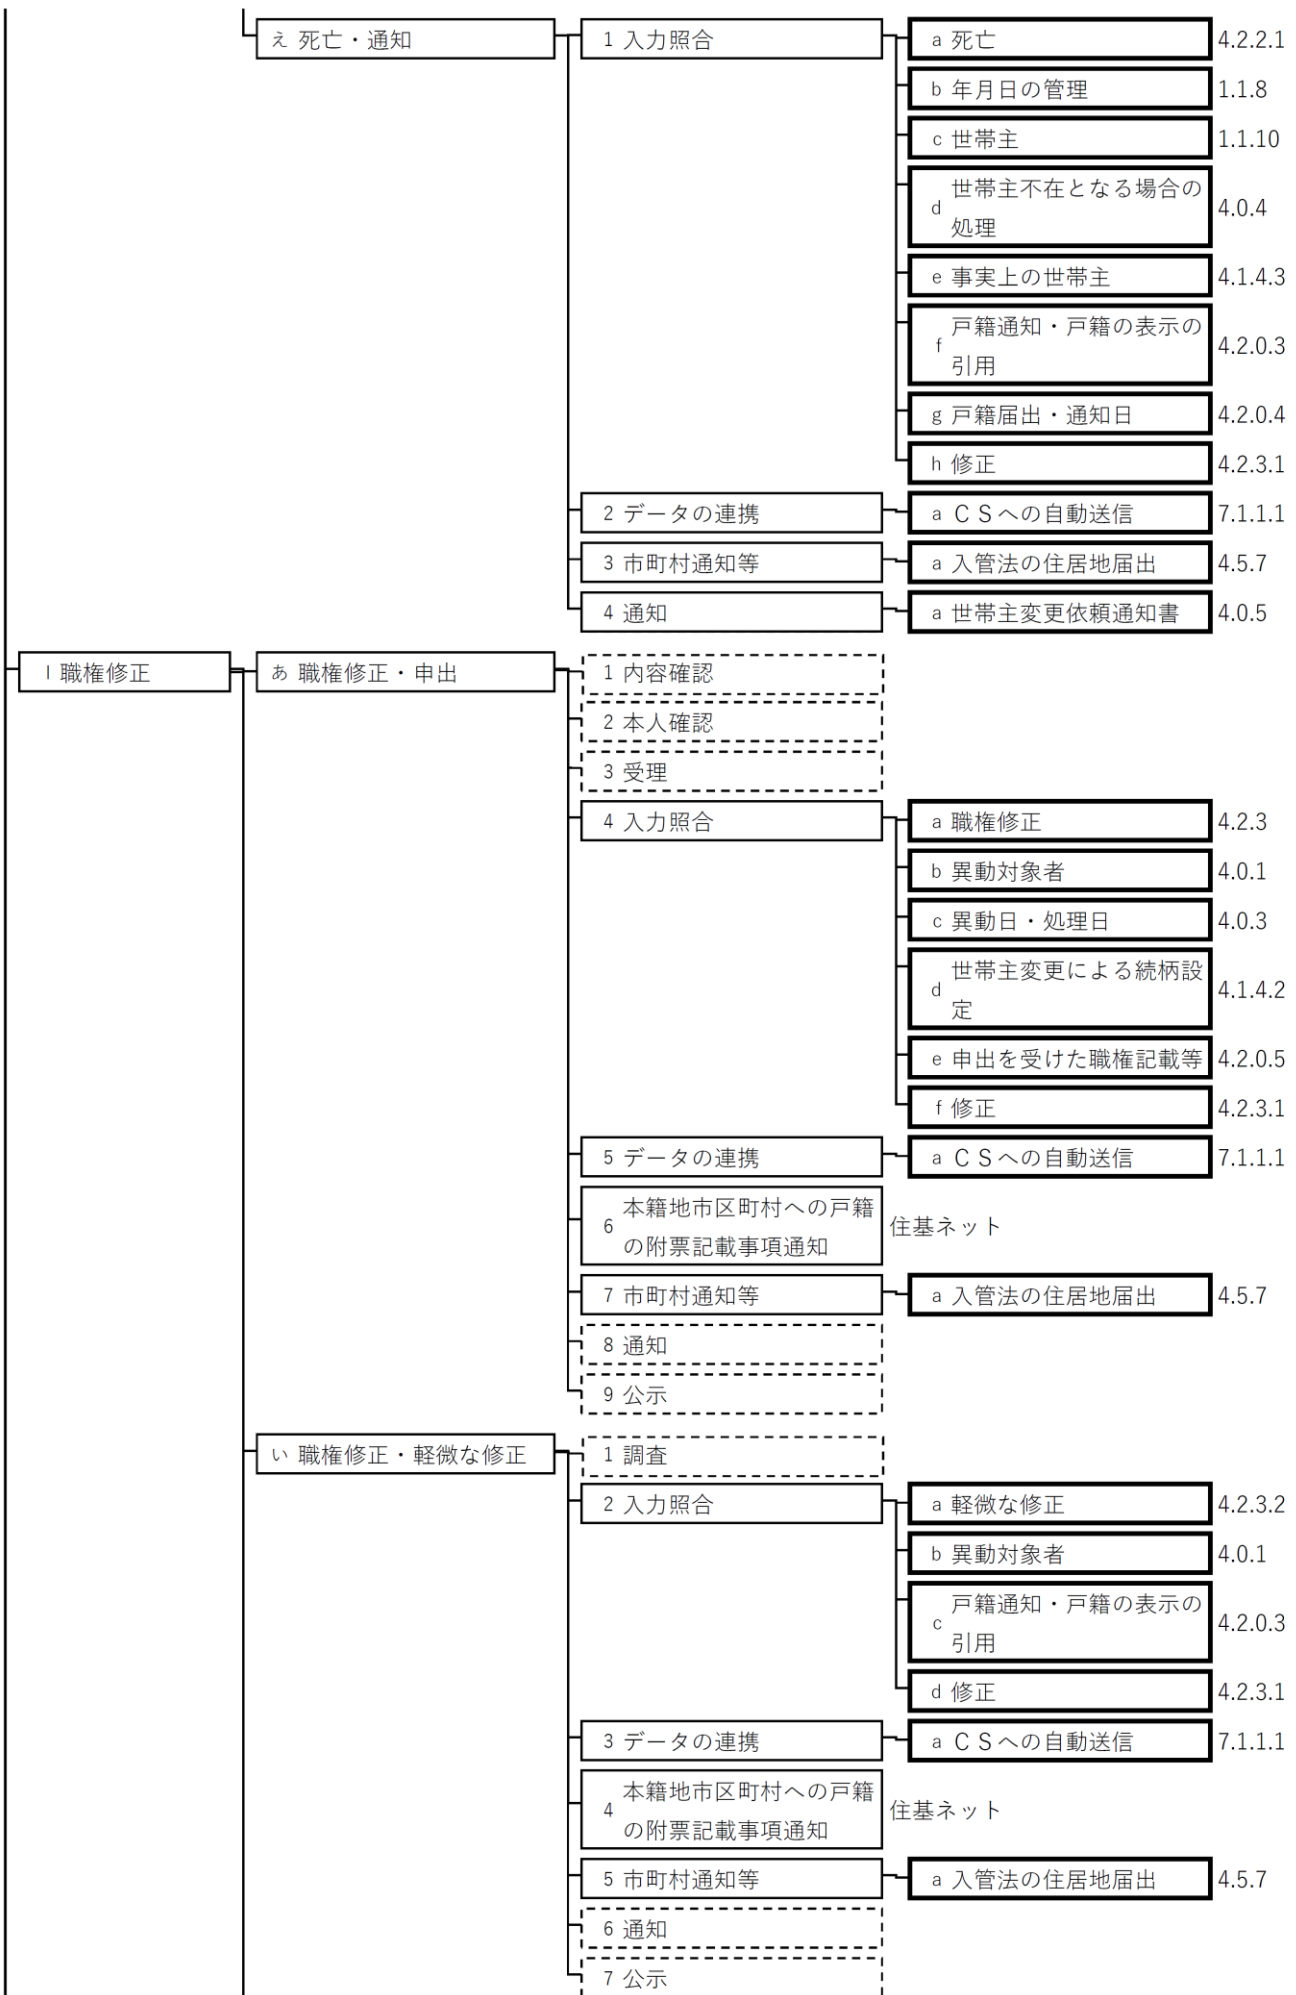 え 死亡・通知
1 入力照合
a 死亡
4.2.2.1
b 年月日の管理
1.1.8
c 世帯主
1.1.10
d 世帯主不在となる場合の
処理
4.0.4
e 事実上の世帯主
4.1.4.3
f 戸籍通知・戸籍の表示の
引用
4.2.0.3
g 戸籍届出・通知日
4.2.0.4
h 修正
4.2.3.1
2 データの連携
a ＣＳへの自動送信
7.1.1.1
3 市町村通知等
a 入管法の住居地届出
4.5.7
4 通知
a 世帯主変更依頼通知書
4.0.5
l 職権修正
あ 職権修正・申出
1 内容確認
2 本人確認
3 受理
4 入力照合
a 職権修正
4.2.3
b 異動対象者
4.0.1
c 異動日・処理日
4.0.3
d 世帯主変更による続柄設
定
4.1.4.2
e 申出を受けた職権記載等
4.2.0.5
f 修正
4.2.3.1
5 データの連携
a ＣＳへの自動送信
7.1.1.1
6 本籍地市区町村への戸籍
の附票記載事項通知
住基ネット
7 市町村通知等
a 入管法の住居地届出
4.5.7
8 通知
9 公示
い 職権修正・軽微な修正
1 調査
2 入力照合
a 軽微な修正
4.2.3.2
b 異動対象者
4.0.1
c 戸籍通知・戸籍の表示の
引用
4.2.0.3
d 修正
4.2.3.1
3 データの連携
a ＣＳへの自動送信
7.1.1.1
4 本籍地市区町村への戸籍
の附票記載事項通知
住基ネット
5 市町村通知等
a 入管法の住居地届出
4.5.7
6 通知
7 公示